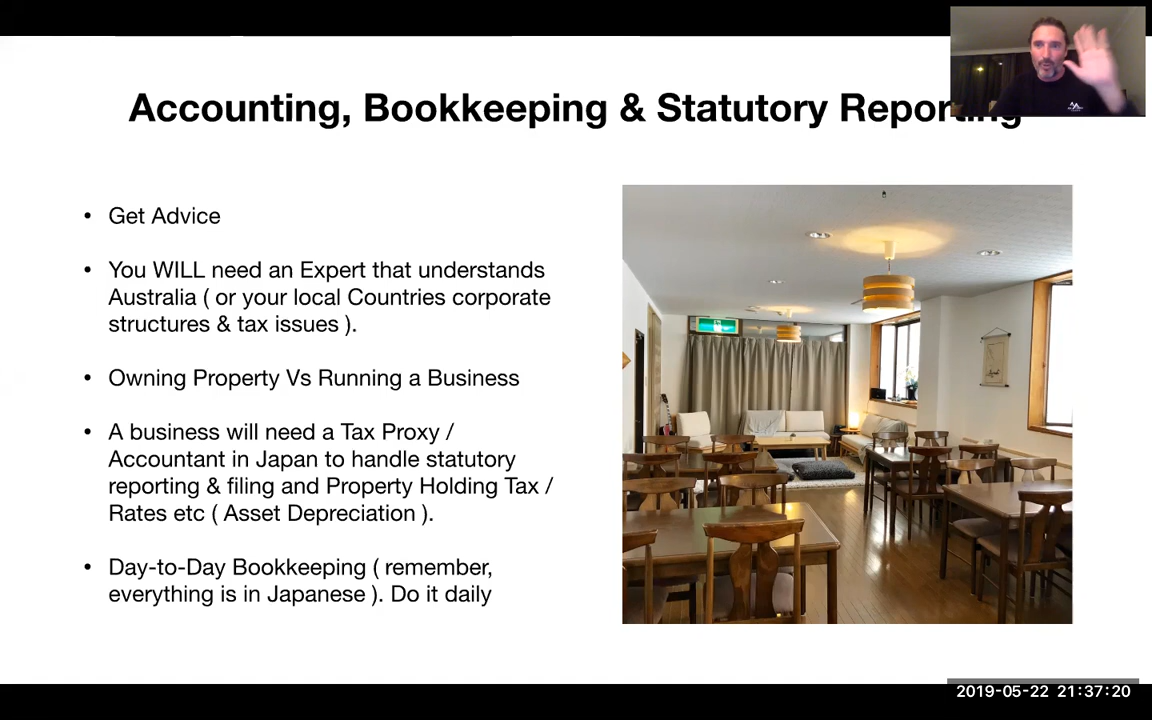 Accounting, Bookkeeping & Statutory Reporting
• Get Advice
• You WILL need an Expert that understands
Australia ( or your local Countries corporate
structures & tax issues ).
• Owning Property Vs Running a Business
• A business will need a Tax Proxy /
Accountant in Japan to handle statutory
reporting & filing and Property Holding Tax /
Rates etc ( Asset Depreciation ).
• Day-to-Day Bookkeeping ( remember,
everything is in Japanese ). Do it daily
2019-05-22 21:37:20